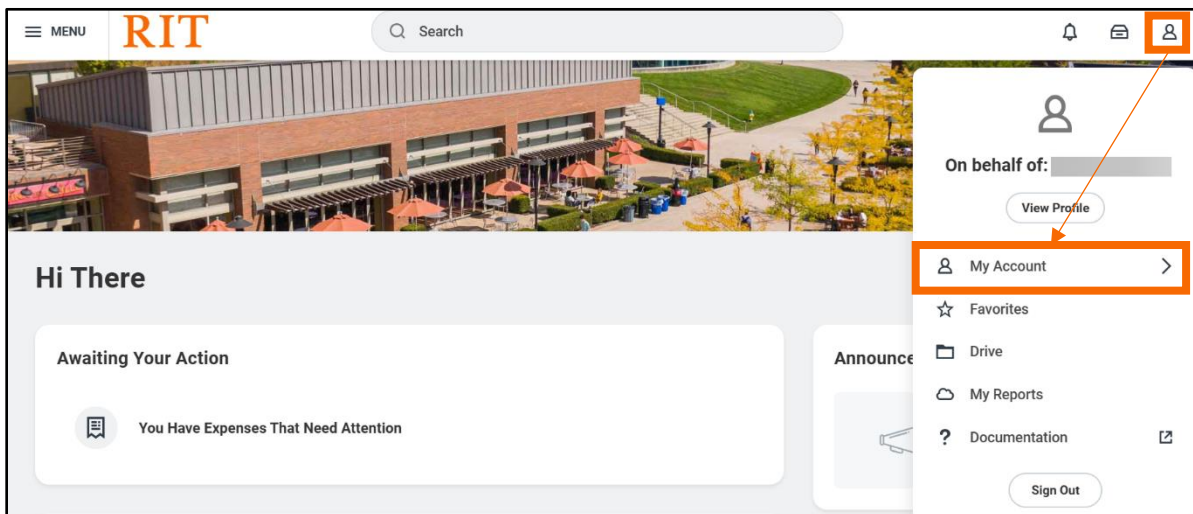 MENU
RIT
Search
On behalf of:
View Profile
Hi There
My Account
Favorites
Awaiting Your Action
Announce
Drive
My Reports
You Have Expenses That Need Attention
? Documentation
Sign Out